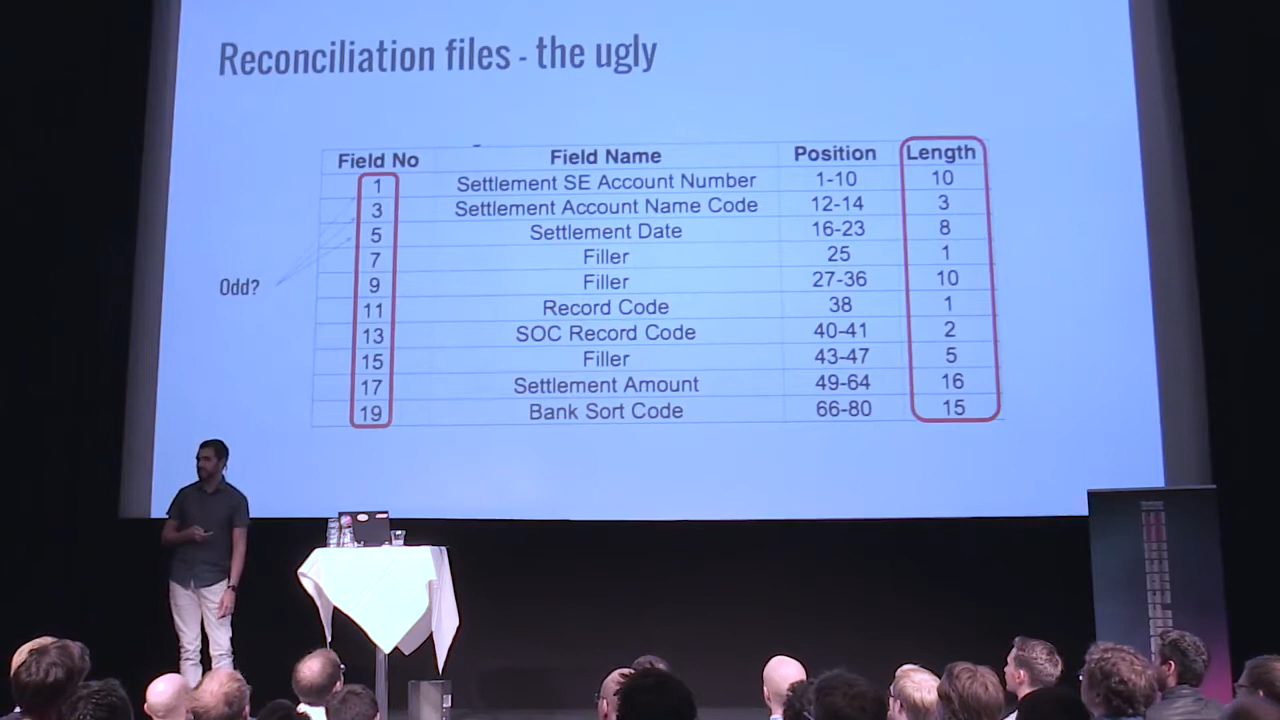 Reconciliation files - the ugly
Field No Field Name Position Length
1 Settlement SE Account Number 1-10 10
3 Settlement Account Name Code 12-14 3
5 Settlement Date 16-23 8
7 Filler 25 1
9 Filler 27-36 10
11 Record Code 38 1
13 SOC Record Code 40-41 2
15 Filler 43-47 5
17 Settlement Amount 49-64 16
19 Bank Sort Code 66-80 15
Odd?